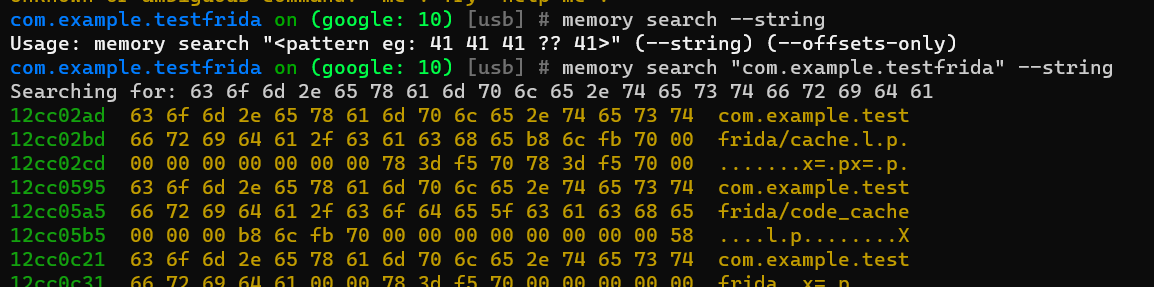 com.example.testfrida on (google: 10) [usb] # memory search --string
Usage: memory search "<pattern eg: 41 41 41 ?? 41>" (--string) (--offsets-only)
com.example.testfrida on (google: 10) [usb] # memory search "com.example.testfrida" --string
Searching for: 63 6f 6d 2e 65 78 61 6d 70 6c 65 2e 74 65 73 74 66 72 69 64 61
12cc02ad  63 6f 6d 2e 65 78 61 6d 70 6c 65 2e 74 65 73 74  com.example.test
12cc02bd  66 72 69 64 61 2f 63 61 63 68 65 b8 6c fb 70 00  frida/cache.l.p.
12cc02cd  00 00 00 00 00 00 00 78 3d f5 70 78 3d f5 70 00  .......x=.px=.p.
12cc0595  63 6f 6d 2e 65 78 61 6d 70 6c 65 2e 74 65 73 74  com.example.test
12cc05a5  66 72 69 64 61 2f 63 6f 64 65 5f 63 61 63 68 65  frida/code_cache
12cc05b5  00 00 00 b8 6c fb 70 00 00 00 00 00 00 00 00 58  ....l.p........X
12cc0c21  63 6f 6d 2e 65 78 61 6d 70 6c 65 2e 74 65 73 74  com.example.test
12cc0c31  66 72 69 64 61 00 00 78 3d f5 70 00 00 00 00 00  frida..x=.p.....